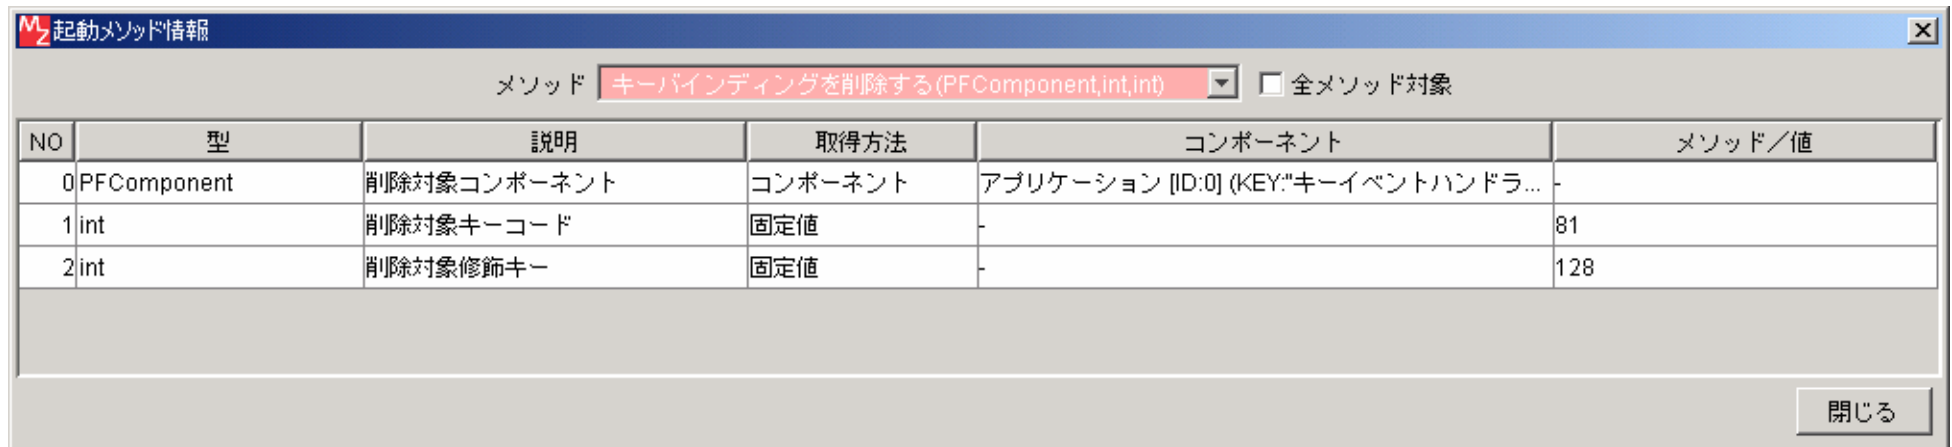 MZ 起動メソッド情報
メソッド キーバインディングを削除する(PFComponent,int,int) 全メソッド対象
NO 型 説明 取得方法 コンポーネント メソッド／値
0 PFComponent 削除対象コンポーネント コンポーネント アプリケーション [ID:0] (KEY:"キーイベントハンドラ... -
1 int 削除対象キーコード 固定値 - 81
2 int 削除対象修飾キー 固定値 - 128
閉じる